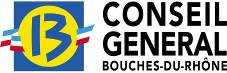 13
CONSEIL
GENERAL
BOUCHES-DU-RHÔNE